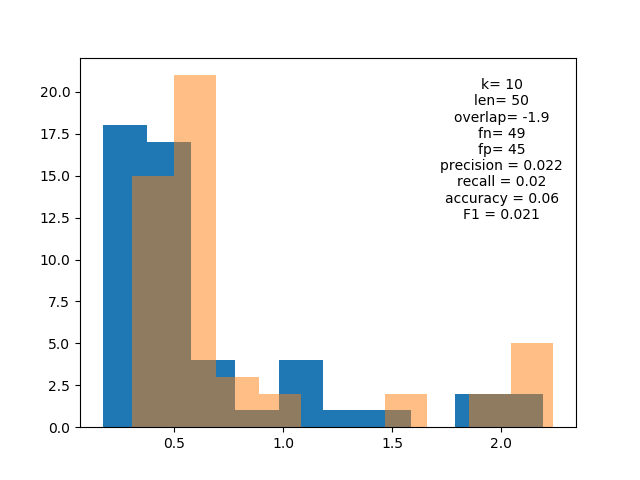 k= 10
len= 50
overlap= -1.9
fn= 49
fp= 45
precision = 0.022
recall = 0.02
accuracy = 0.06
F1 = 0.021
20.0
17.5
15.0
12.5
10.0
7.5
5.0
2.5
0.0
0.5 1.0 1.5 2.0